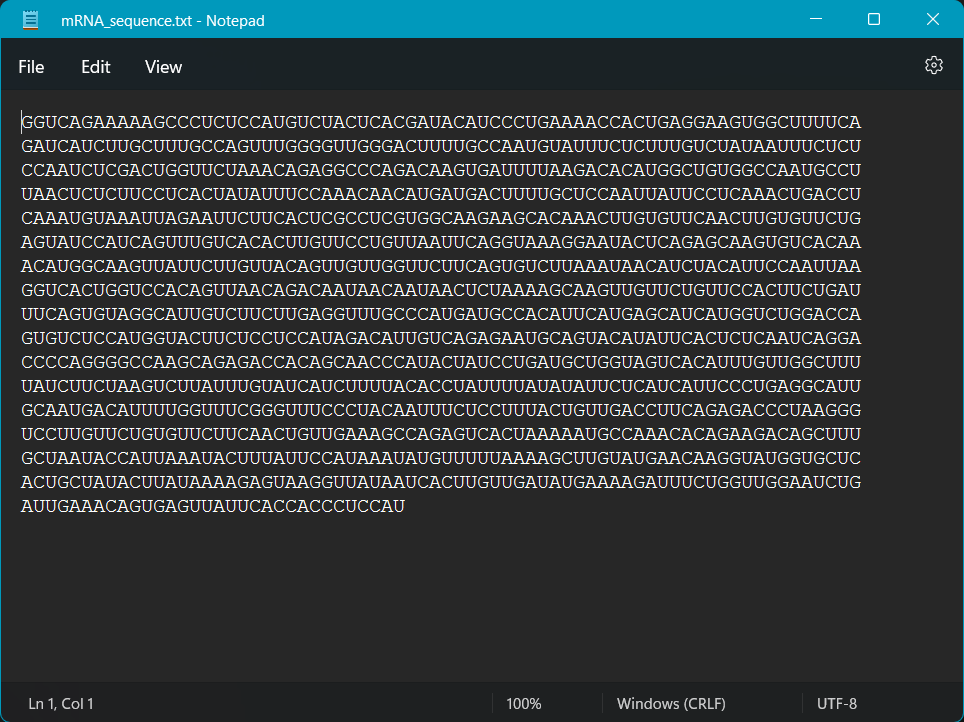 mRNA_sequence.txt - Notepad
File Edit View
GGUCAGAAAAAGCCCUCUCCAUGUCUACUCACGAUACAUCCCUGAAAACCACUGAGGAAGUGGCUUUUCA
GAUCAUCUUGCUUUGCCAGUUUGGGGUUGGGACUUUUGCCAAUGUAUUUCUCUUUGUCUAUAAUUUCUCU
CCAAUCUCGACUGGUUCUAAACAGAGGCCCAGACAAGUGAUUUUAAGACACAUGGCUGUGGCCAAUGCCU
UAACUCUCUUCCUCACUAUAUUUCCAAACAACAUGAUGACUUUUGCUCCAAUUAUUCCUCAAACUGACCU
CAAAUGUAAAUUAGAAUUCUUCACUCGCCUCGUGGCAAGAAGCACAAACUUGUGUUCAACUUGUGUUCUG
AGUAUCCAUCAGUUUGUCACACUUGUUCCUGUUAAUUCAGGUAAAGGAAUACUCAGAGCAAGUGUCACAA
ACAUGGCAAGUUAUUCUUGUUACAGUUGUUGGUUCUUCAGUGUCUUAAAUAACAUCUACAUUCCAAUUAA
GGUCACUGGUCCACAGUUAACAGACAAUAACAAUAACUCUAAAAGCAAGUUGUUCUGUUCCACUUCUGAU
UUCAGUGUAGGCAUUGUCUUCUUGAGGUUUGCCCAUGAUGCCACAUUCAUGAGCAUCAUGGUCUGGACCA
GUGUCUCCAUGGUACUUCUCCUCCAUAGACAUUGUCAGAGAAUGCAGUACAUAUUCACUCUCAAUCAGGA
CCCCAGGGGCCAAGCAGAGACCACAGCAACCCAUACUAUCCUGAUGCUGGUAGUCACAUUUGUUGGCUUU
UAUCUUCUAAGUCUUAUUUGUAUCAUCUUUUACACCUAUUUUAUAUAUUCUCAUCAUUCCCUGAGGCAUU
GCAAUGACAUUUUGGUUUCGGGUUUCCCUACAAUUUCUCCUUUACUGUUGACCUUCAGAGACCCUAAGGG
UCCUUGUUCUGUGUUCUUCAACUGUUGAAAGCCAGAGUCACUAAAAAUGCCAAACACAGAAGACAGCUUU
GCUAAUACCAUUAAAUACUUUAUUCCAUAAAUAUGUUUUUAAAAGCUUGUAUGAACAAGGUAUGGUGCUC
ACUGCUAUACUUAUAAAAGAGUAAGGUUAUAAUCACUUGUUGAUAUGAAAAGAUUUCUGGUUGGAAUCUG
AUUGAAACAGUGAGUUAUUCACCACCCUCCAU
Ln 1, Col 1 100% Windows (CRLF) UTF-8